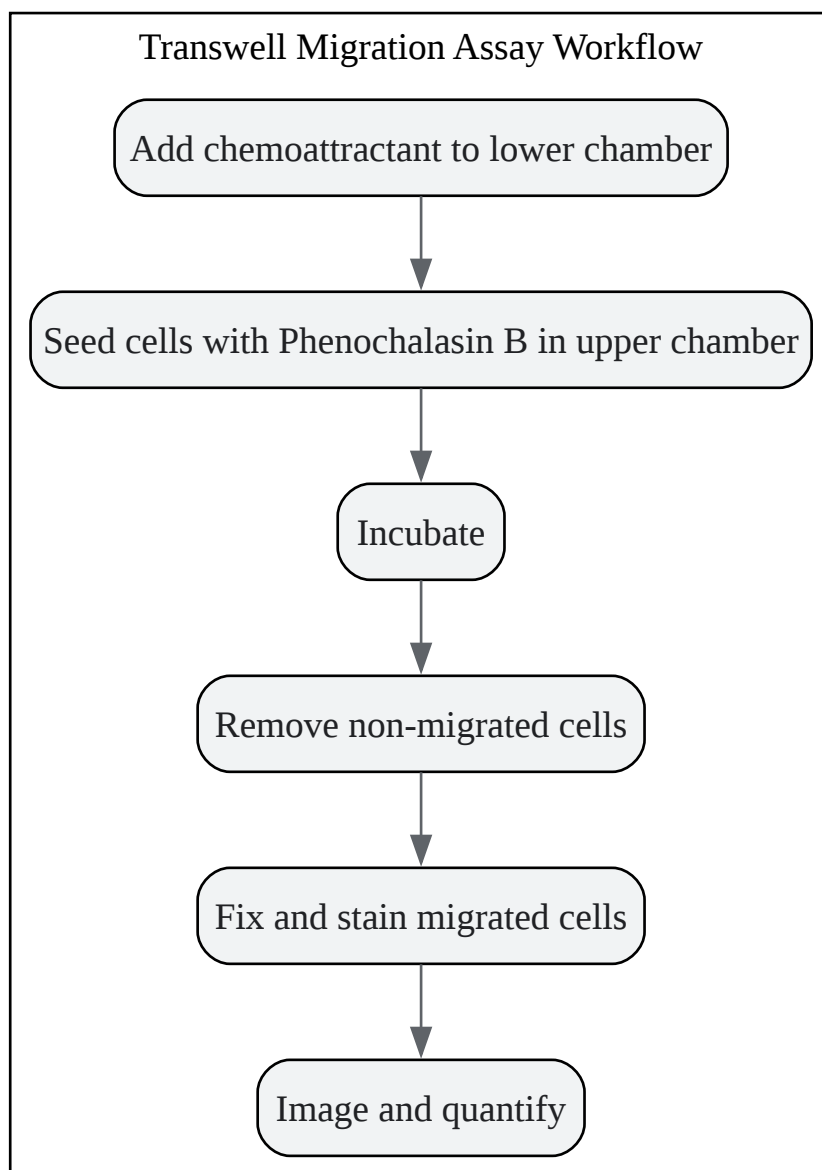 Transwell Migration Assay Workflow
Add chemoattractant to lower chamber
Seed cells with Phenochalasin B in upper chamber
Incubate
Remove non-migrated cells
Fix and stain migrated cells
Image and quantify